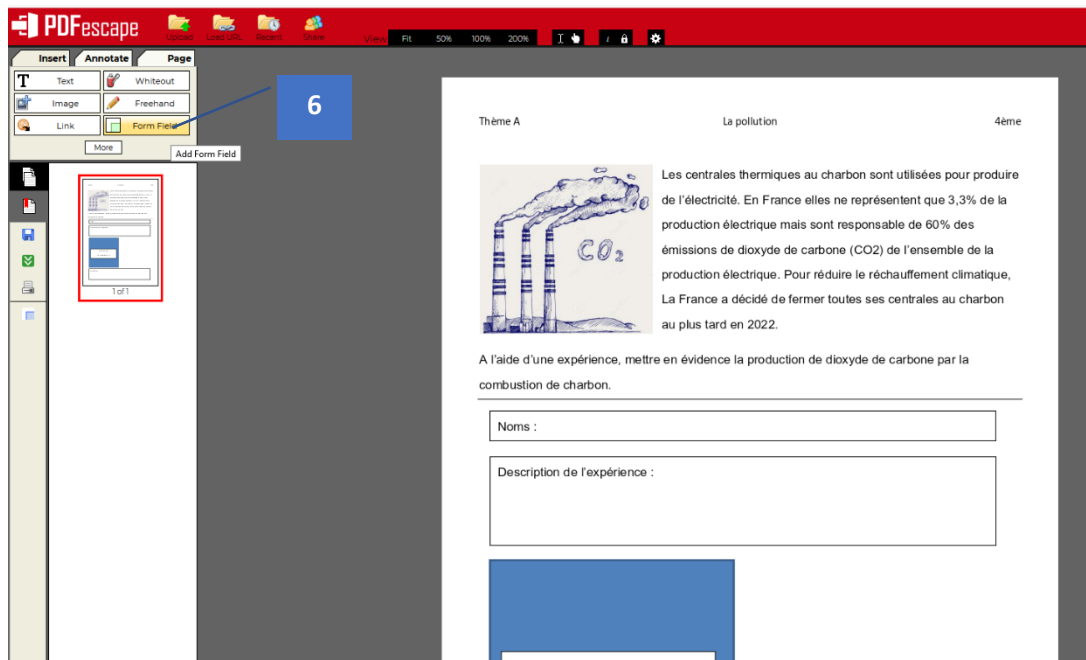 PDFescape
Upload
Load URL
Recent
Share
View
Fit
50%
100%
200%
Insert
Annotate
Page
Text
Whiteout
Image
Freehand
Link
Form Field
More
Add Form Field
6
1 of 1
Thème A
La pollution
4ème
CO2
Les centrales thermiques au charbon sont utilisées pour produire
de l'électricité. En France elles ne représentent que 3,3% de la
production électrique mais sont responsable de 60% des
émissions de dioxyde de carbone (CO2) de l'ensemble de la
production électrique. Pour réduire le réchauffement climatique,
La France a décidé de fermer toutes ses centrales au charbon
au plus tard en 2022.
A l'aide d'une expérience, mettre en évidence la production de dioxyde de carbone par la
combustion de charbon.
Noms :
Description de l'expérience :